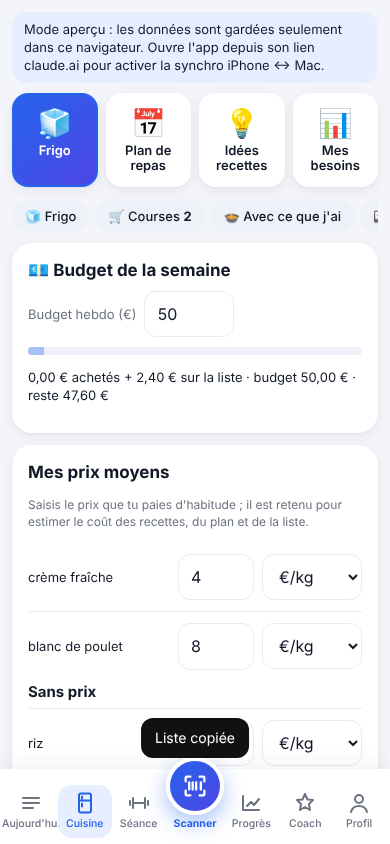 Mode aperçu : les données sont gardées seulement
dans ce navigateur. Ouvre l'app depuis son lien
claude.ai pour activer la synchro iPhone ↔ Mac.
Frigo
Plan de
repas
Idées
recettes
Mes
besoins
Frigo
Courses 2
Avec ce que j'ai
Budget de la semaine
Budget hebdo (€)
50
0,00 € achetés + 2,40 € sur la liste · budget 50,00 € ·
reste 47,60 €
Mes prix moyens
Saisis le prix que tu paies d'habitude ; il est retenu pour
estimer le coût des recettes, du plan et de la liste.
crème fraîche
4
€/kg
blanc de poulet
8
€/kg
Sans prix
riz
€/kg
Liste copiée
Aujourd'hu
Cuisine
Séance
Scanner
Progrès
Coach
Profil